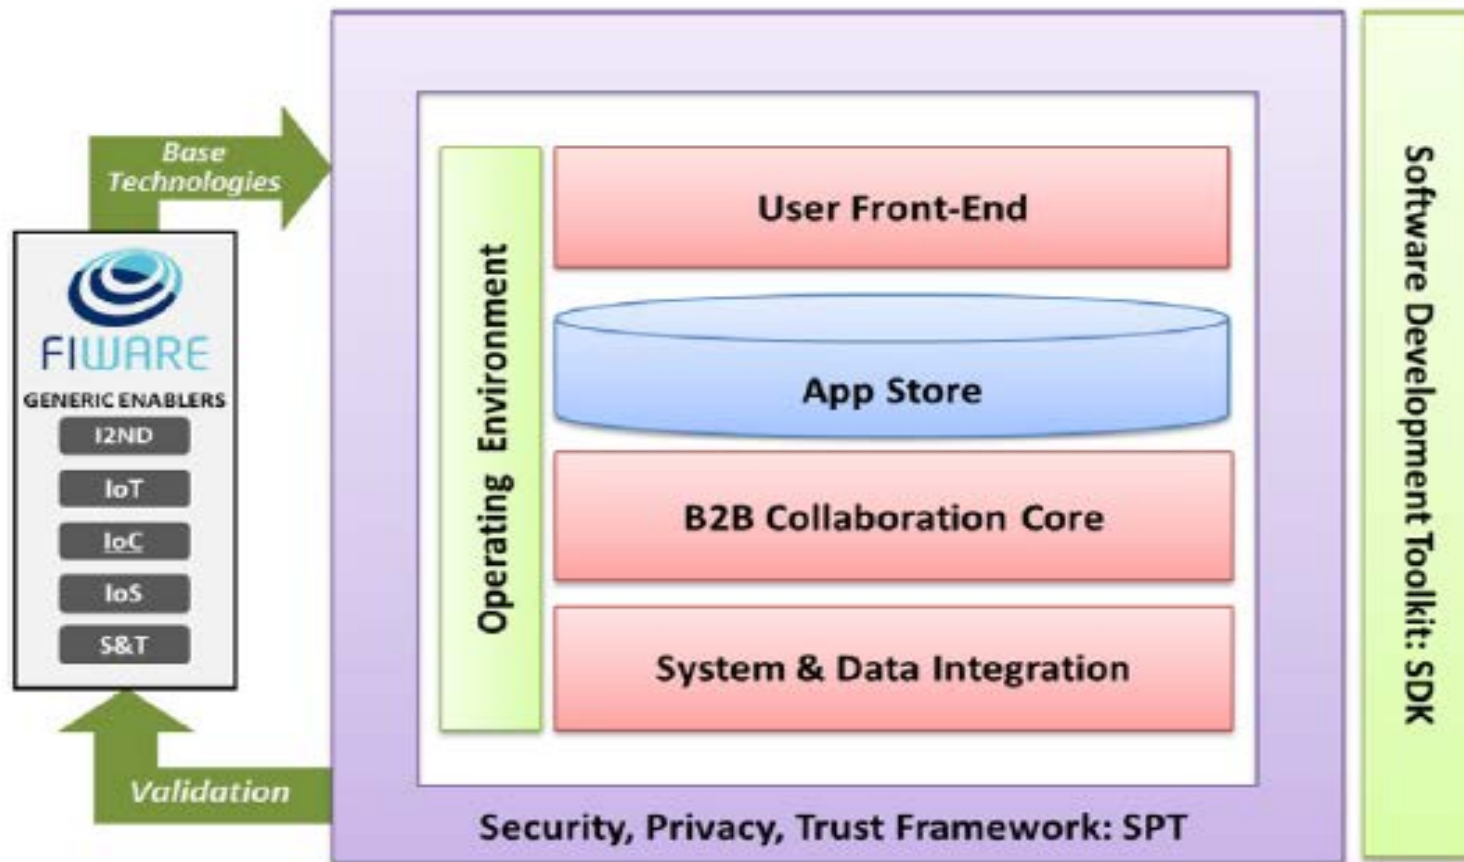 Base
Technologies
FIWARE
GENERIC ENABLERS
I2ND
IoT
IoC
IoS
S&T
Validation
Operating Environment
User Front-End
App Store
B2B Collaboration Core
System & Data Integration
Security, Privacy, Trust Framework: SPT
Software Development Toolkit: SDK